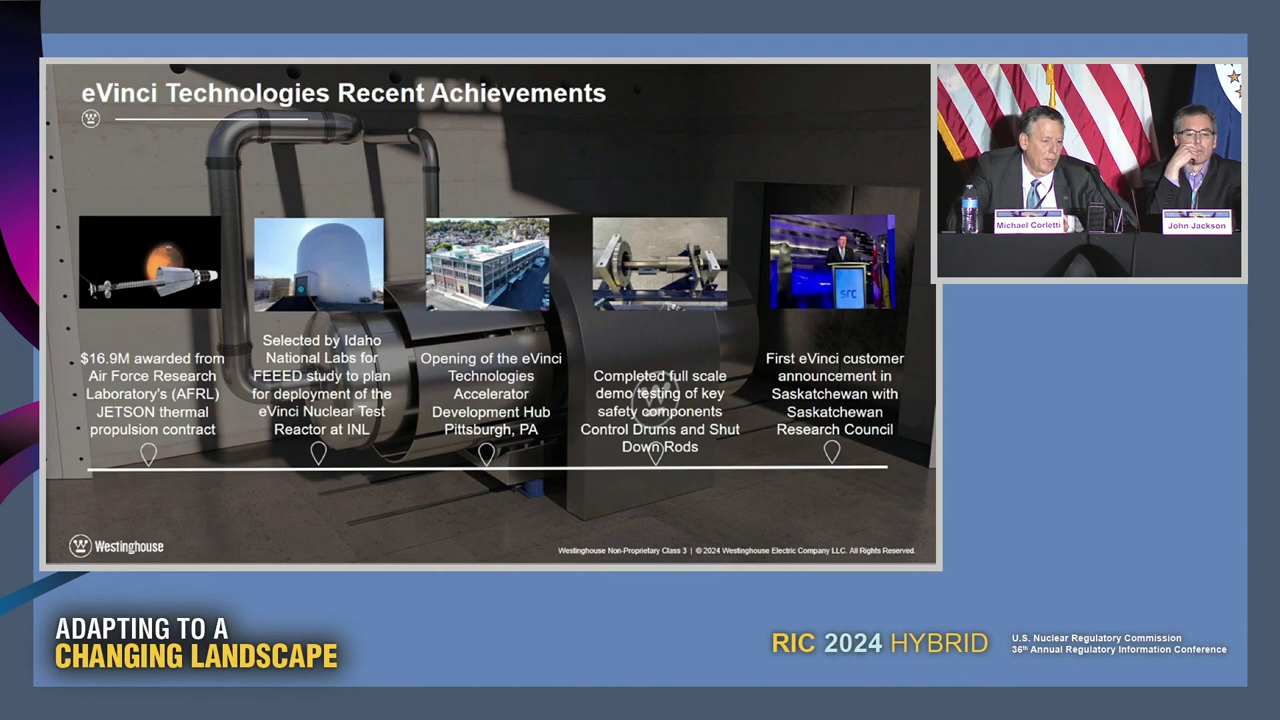 eVinci Technologies Recent Achievements
$16.9M awarded from
Air Force Research
Laboratory's (AFRL)
JETSON thermal
propulsion contract
Selected by Idaho
National Labs for
FEEED study to plan
for deployment of the
eVinci Nuclear Test
Reactor at INL
Opening of the eVinci
Technologies
Accelerator
Development Hub
Pittsburgh, PA
Completed full scale
demo testing of key
safety components
Control Drums and Shut
Down Rods
src
First eVinci customer
announcement in
Saskatchewan with
Saskatchewan
Research Council
Westinghouse
Westinghouse Non-Proprietary Class 3 | © 2024 Westinghouse Electric Company LLC. All Rights Reserved.
Michael Corletti
John Jackson
ADAPTING TO A
CHANGING LANDSCAPE
RIC 2024 HYBRID
U.S. Nuclear Regulatory Commission
36th Annual Regulatory Information Conference